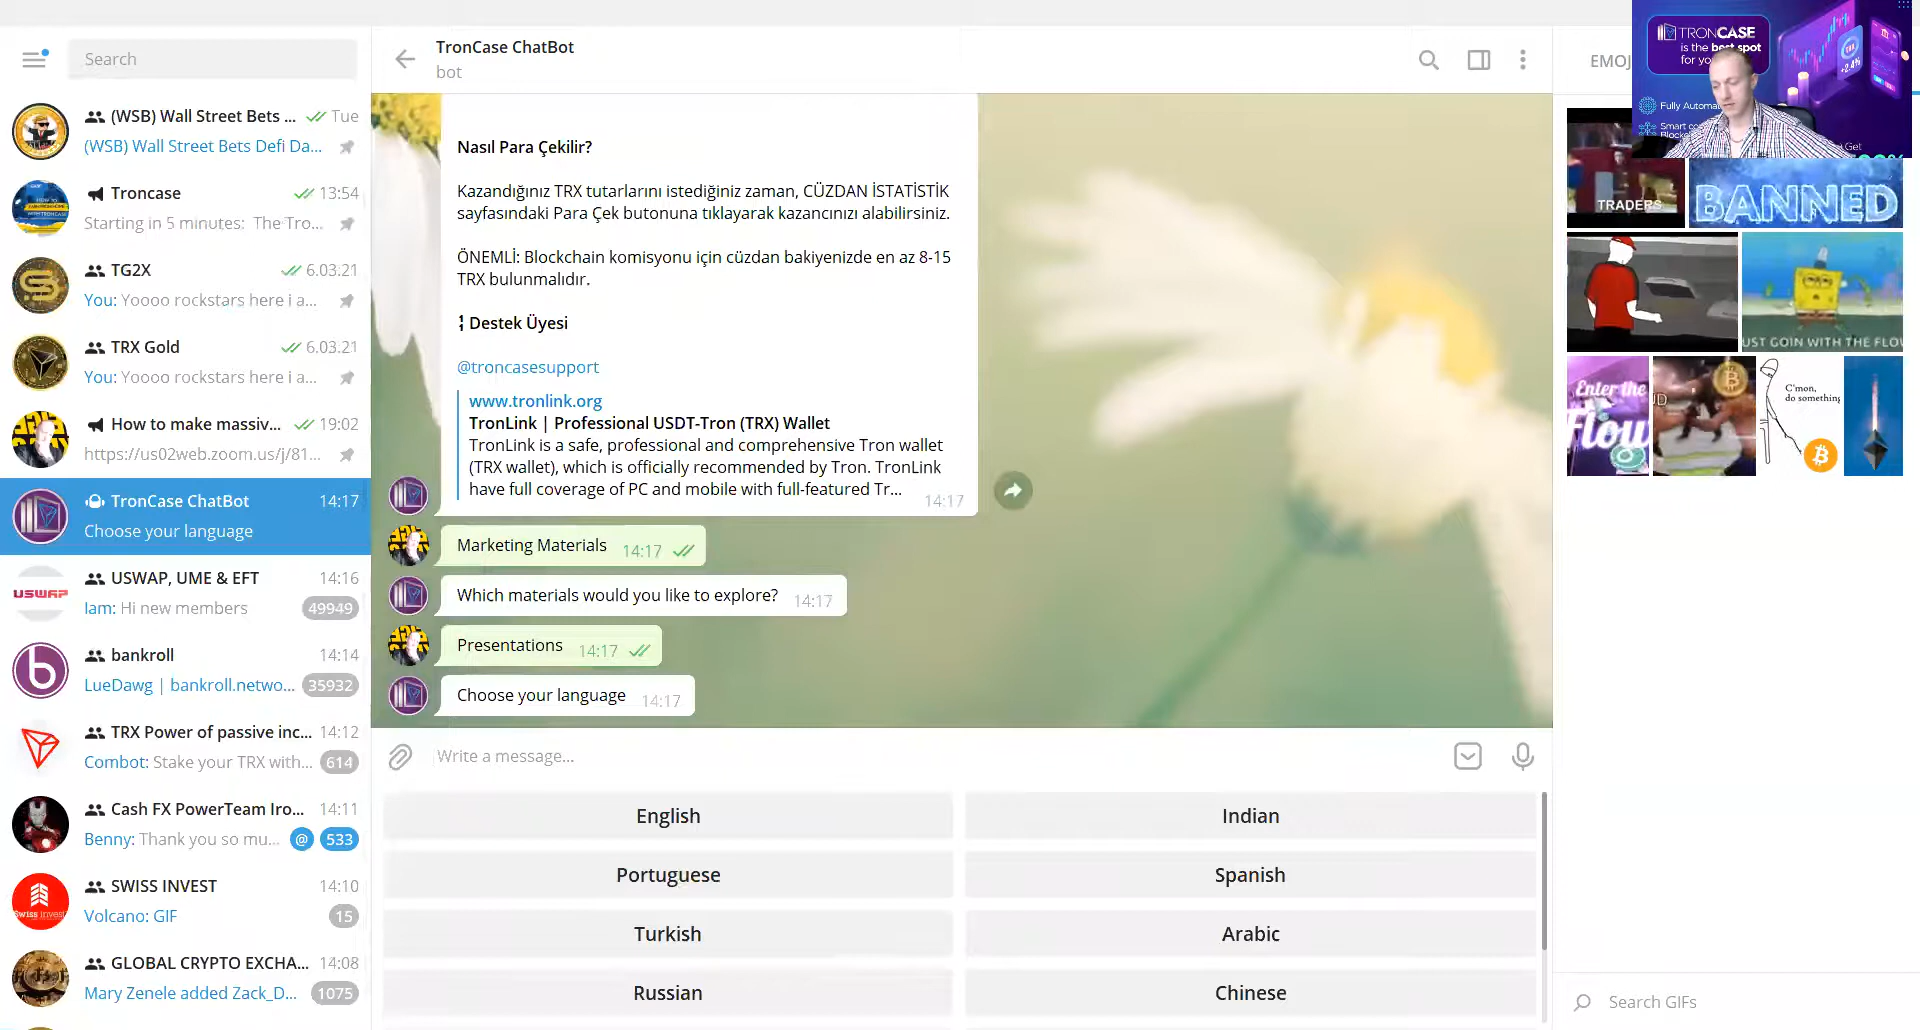 Search
(WSB) Wall Street Bets ... Tue
(WSB) Wall Street Bets Defi Da...
Troncase 13:54
Starting in 5 minutes: The Tro...
TG2X 6.03.21
You: Yoooo rockstars here i a...
TRX Gold 6.03.21
You: Yoooo rockstars here i a...
How to make massiv... 19:02
https://us02web.zoom.us/j/81...
TronCase ChatBot 14:17
Choose your language
USWAP
USWAP, UME & EFT 14:16
Iam: Hi new members 49949
b
bankroll 14:14
LueDawg | bankroll.netwo... 35932
TRX Power of passive inc... 14:12
Combot: Stake your TRX with... 614
Cash FX PowerTeam Iro... 14:11
Benny: Thank you so mu... @ 533
Swiss invest
SWISS INVEST 14:10
Volcano: GIF 15
GLOBAL CRYPTO EXCHA... 14:08
Mary Zenele added Zack_D... 1075
TronCase ChatBot
bot
Nasıl Para Çekilir?
Kazandığınız TRX tutarlarını istediğiniz zaman, CÜZDAN İSTATİSTİK
sayfasındaki Para Çek butonuna tıklayarak kazancınızı alabilirsiniz.
ÖNEMLİ: Blockchain komisyonu için cüzdan bakiyenizde en az 8-15
TRX bulunmalıdır.
Destek Üyesi
@troncasesupport
www.tronlink.org
TronLink | Professional USDT-Tron (TRX) Wallet
TronLink is a safe, professional and comprehensive Tron wallet
(TRX wallet), which is officially recommended by Tron. TronLink
have full coverage of PC and mobile with full-featured Tr...
14:17
Marketing Materials 14:17
Which materials would you like to explore? 14:17
Presentations 14:17
Choose your language 14:17
Write a message...
English
Indian
Portuguese
Spanish
Turkish
Arabic
Russian
Chinese
EMOJ
TRONCASE
is the best spot
for yo
TRX
+2.4%
Fully Automa
Smart co
Get
TRADERS
BANNED
UST GOIN WITH THE FLOW
Enter the
Flow
C'mon,
do something
Search GIFs